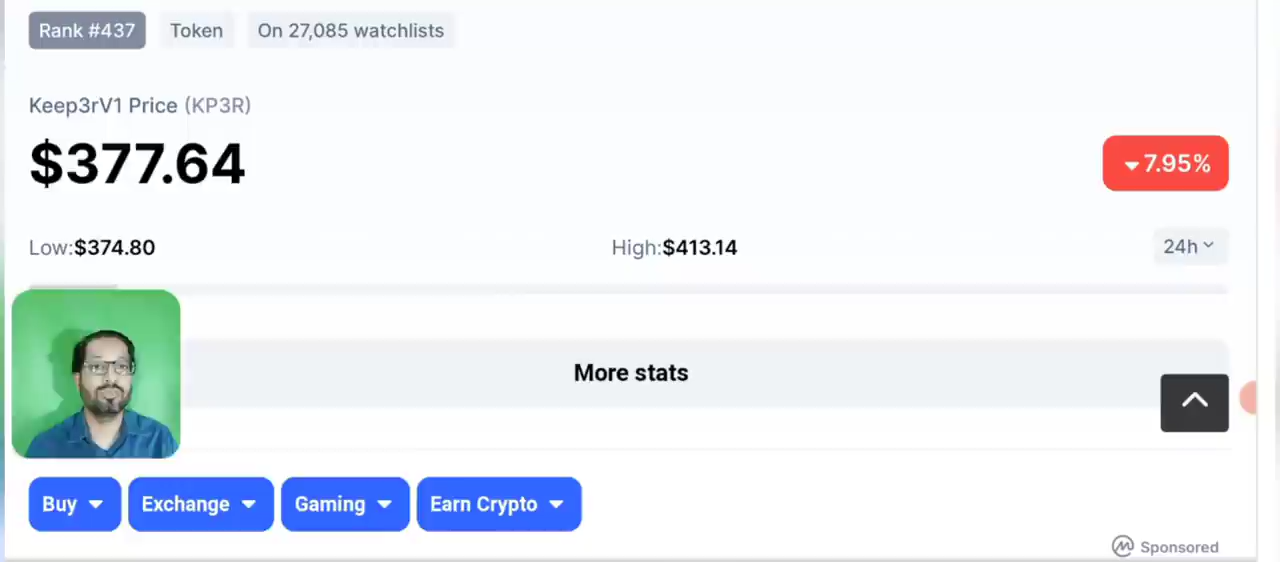 Rank #437 Token On 27,085 watchlists
Keep3rV1 Price (KP3R)
$377.64 7.95%
Low:$374.80 High:$413.14 24h
More stats
Buy Exchange Gaming Earn Crypto
Sponsored